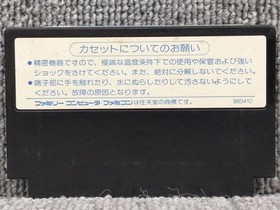 カセットについてのお願い
●精密機器ですので、極端な温度条件下での使用や保管および強い
ショックをさけてください。また、絶対に分解しないでください。
●端子部に手を触れたり、水にぬらしたりして汚さないようにして
ください。故障の原因となります。
ファミリーコンピュータ・ファミコンは任天堂の商標です。
860410